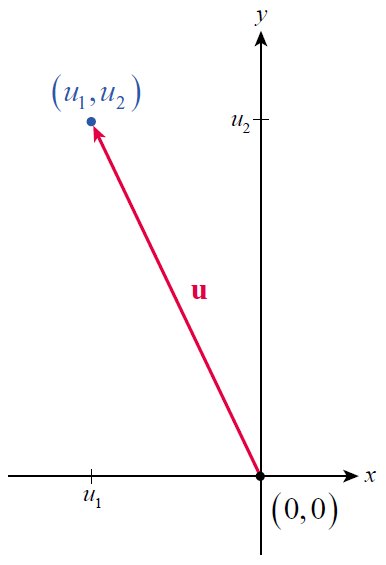 y
(u₁, u₂)
u₂
u
x
u₁
(0, 0)